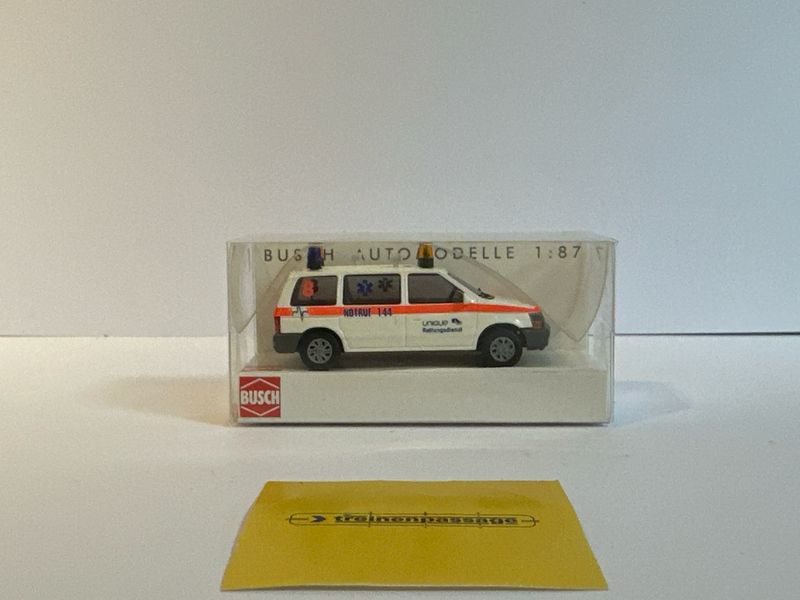 BUSCH AUTOMODELLE 1:87
NOTRUF 144
UNIQUE
Rettungsdienst
BUSCH
treinenpassage